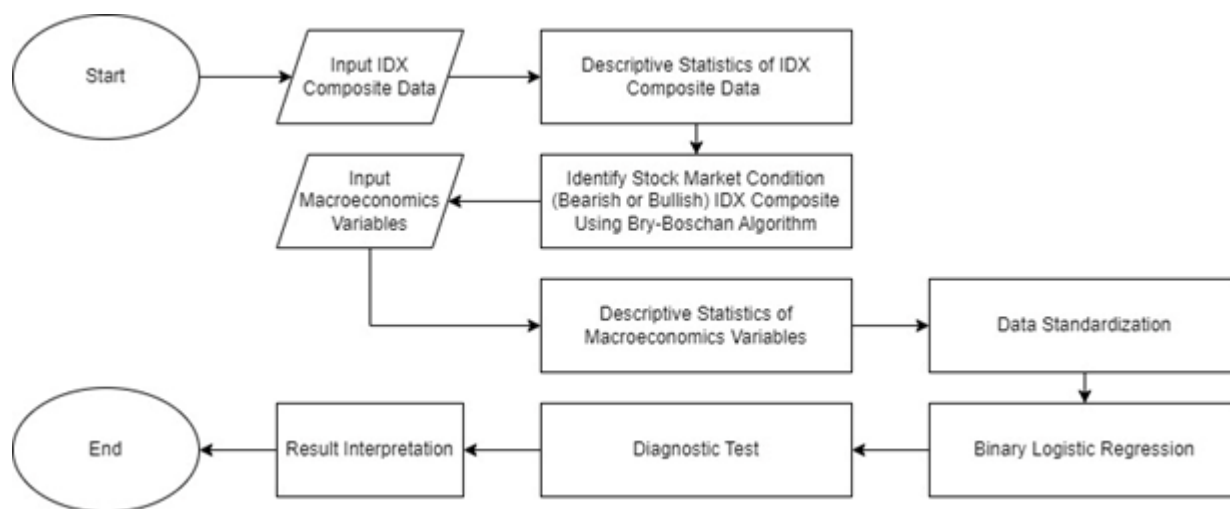 Start
Input IDX
Composite Data
Descriptive Statistics of IDX
Composite Data
Identify Stock Market Condition
(Bearish or Bullish) IDX Composite
Using Bry-Boschan Algorithm
Input
Macroeconomics
Variables
Descriptive Statistics of
Macroeconomics Variables
Data Standardization
Binary Logistic Regression
Diagnostic Test
Result Interpretation
End